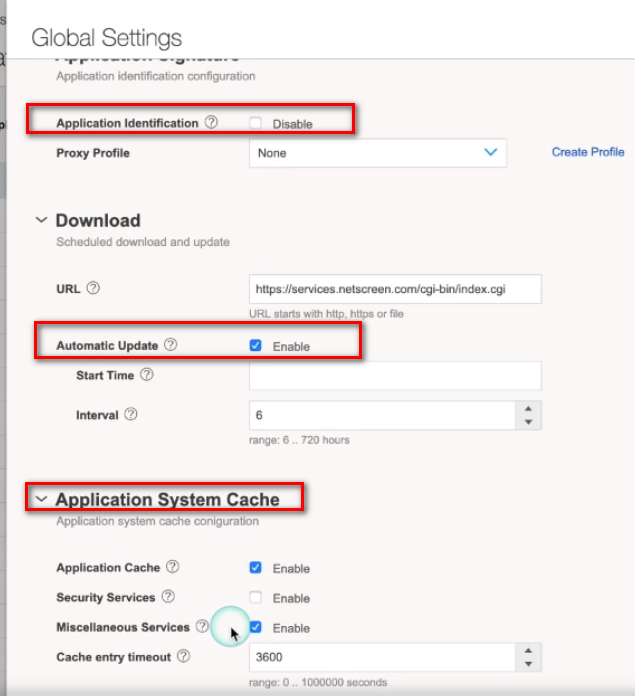 Global Settings
Application Signature
Application identification configuration
Application Identification ? Disable
Proxy Profile None Create Profile
Download
Scheduled download and update
URL ? https://services.netscreen.com/cgi-bin/index.cgi
URL starts with http, https or file
Automatic Update ? Enable
Start Time ?
Interval ? 6
range: 6 .. 720 hours
Application System Cache
Application system cache coniguration
Application Cache ? Enable
Security Services ? Enable
Miscellaneous Services ? Enable
Cache entry timeout ? 3600
range: 0 .. 1000000 seconds